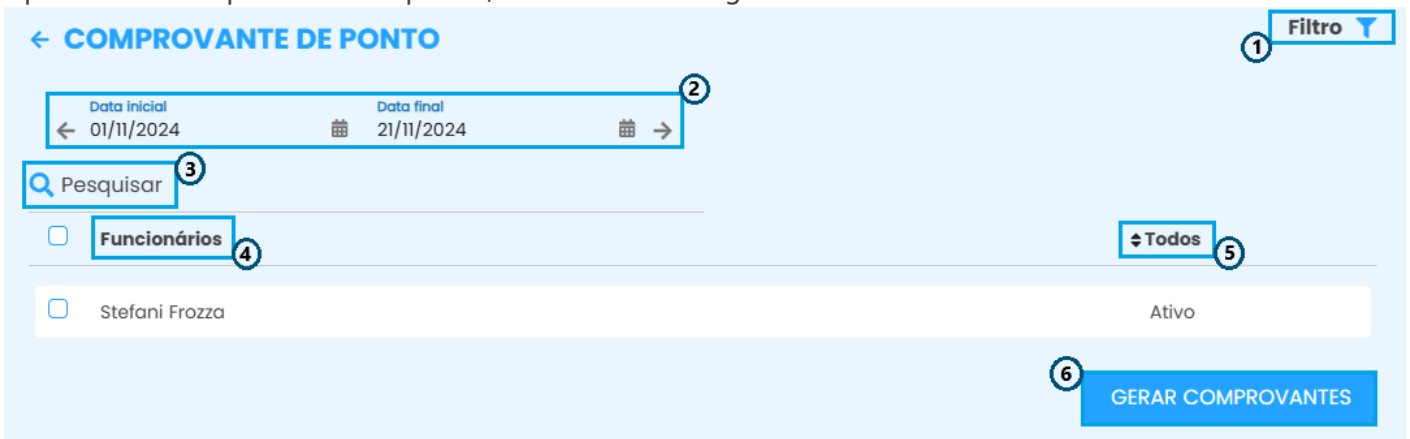 Filtro
1
← COMPROVANTE DE PONTO
2
Data inicial Data final
← 01/11/2024 21/11/2024 →
3
Pesquisar
Funcionários Todos
4 5
Stefani Frozza Ativo
6
GERAR COMPROVANTES